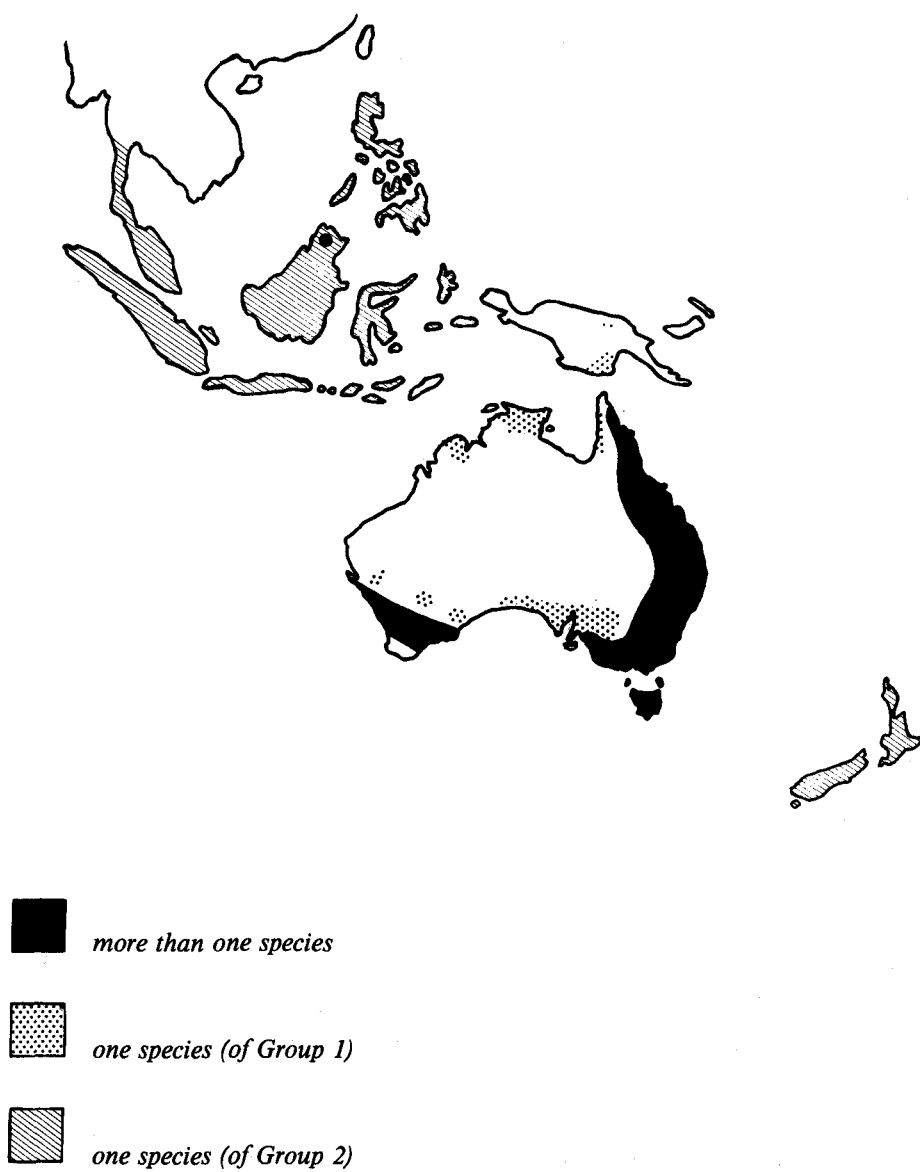 more than one species
one species (of Group 1)
one species (of Group 2)